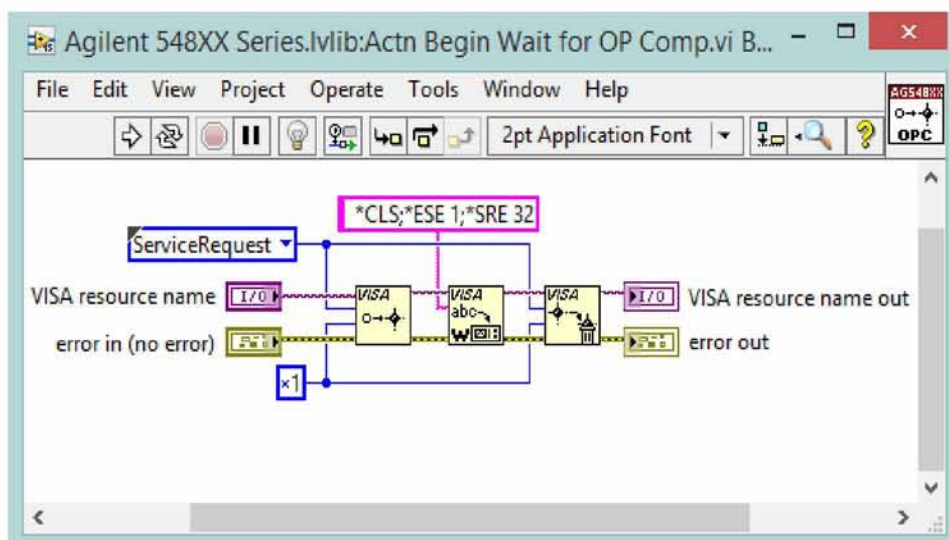 Agilent 548XX Series.lvlib:Actn Begin Wait for OP Comp.vi B...
File Edit View Project Operate Tools Window Help
AG548XX
OPC
2pt Application Font
*CLS;*ESE 1;*SRE 32
ServiceRequest
VISA resource name
I/O
VISA
VISA
abc
W
VISA
I/O
VISA resource name out
error in (no error)
error out
×1